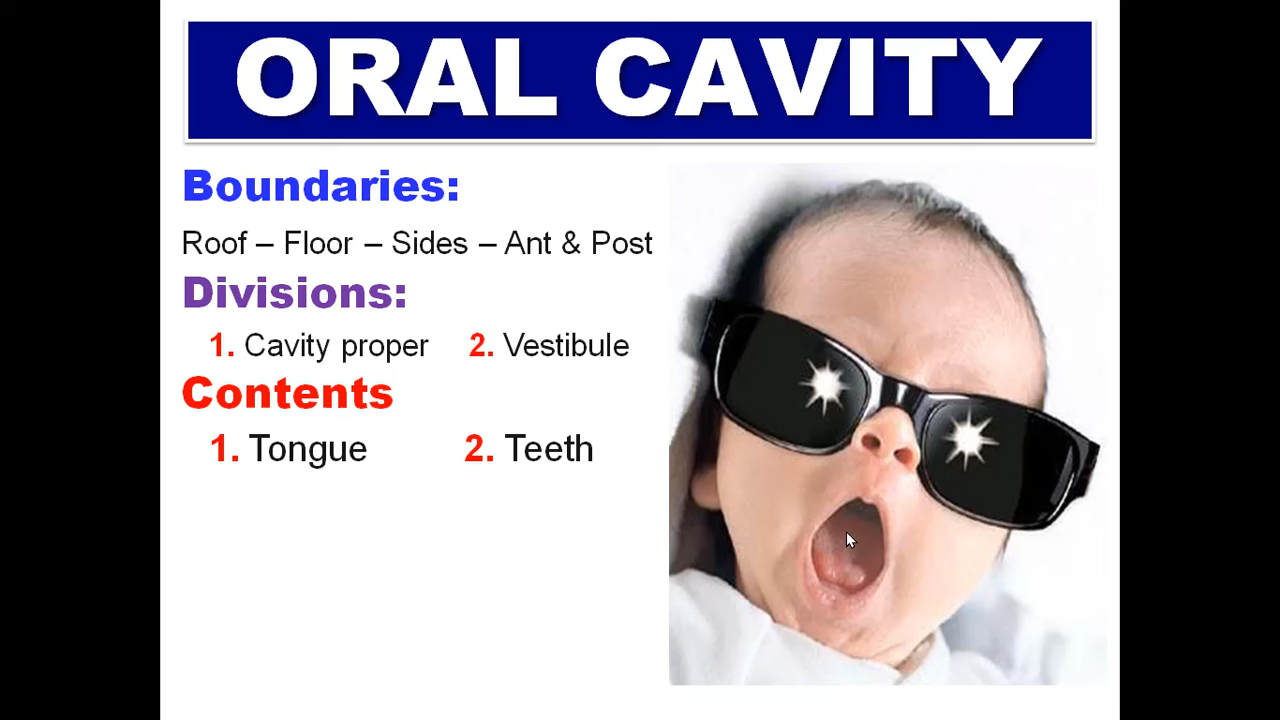 ORAL CAVITY
Boundaries:
Roof – Floor – Sides – Ant & Post
Divisions:
1. Cavity proper 2. Vestibule
Contents
1. Tongue 2. Teeth